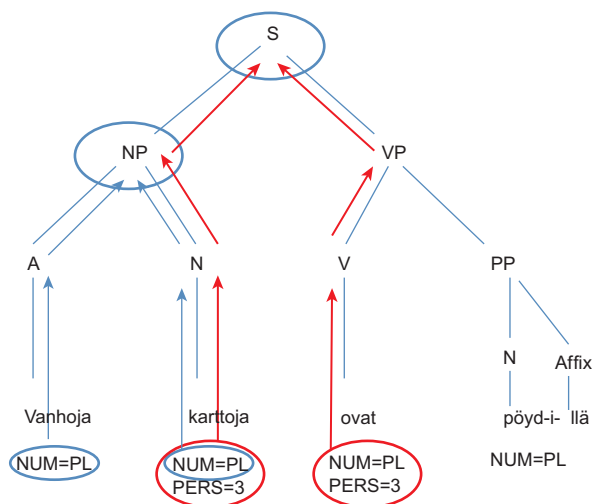 S
NP
VP
A
N
V
PP
N
Affix
Vanhoja
karttoja
ovat
pöyd-i-
llä
NUM=PL
NUM=PL
PERS=3
NUM=PL
PERS=3
NUM=PL